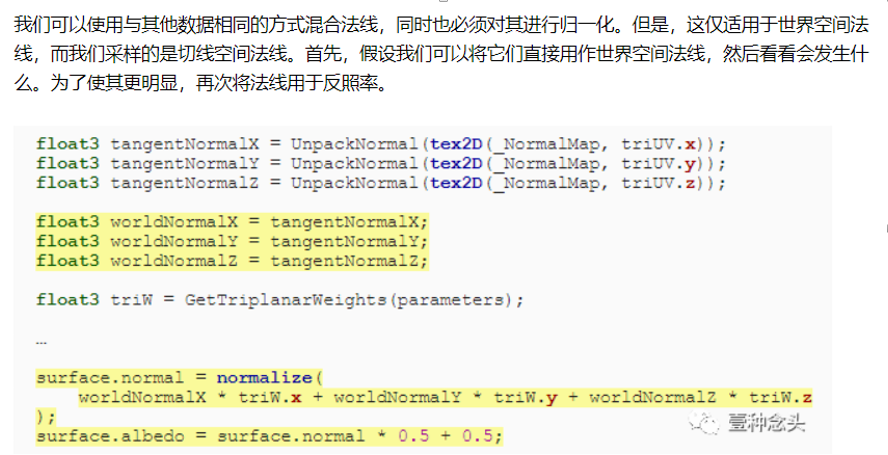 我们可以使用与其他数据相同的方式混合法线，同时也必须对其进行归一化。但是，这仅适用于世界空间法
线，而我们采样的是切线空间法线。首先，假设我们可以将它们直接用作世界空间法线，然后看看会发生什
么。为了使其更明显，再次将法线用于反照率。
float3 tangentNormalX = UnpackNormal(tex2D(_NormalMap, triUV.x));
float3 tangentNormalY = UnpackNormal(tex2D(_NormalMap, triUV.y));
float3 tangentNormalZ = UnpackNormal(tex2D(_NormalMap, triUV.z));
float3 worldNormalX = tangentNormalX;
float3 worldNormalY = tangentNormalY;
float3 worldNormalZ = tangentNormalZ;
float3 triW = GetTriplanarWeights(parameters);
…
surface.normal = normalize(
worldNormalX * triW.x + worldNormalY * triW.y + worldNormalZ * triW.z
);
surface.albedo = surface.normal * 0.5 + 0.5;
壹种念头